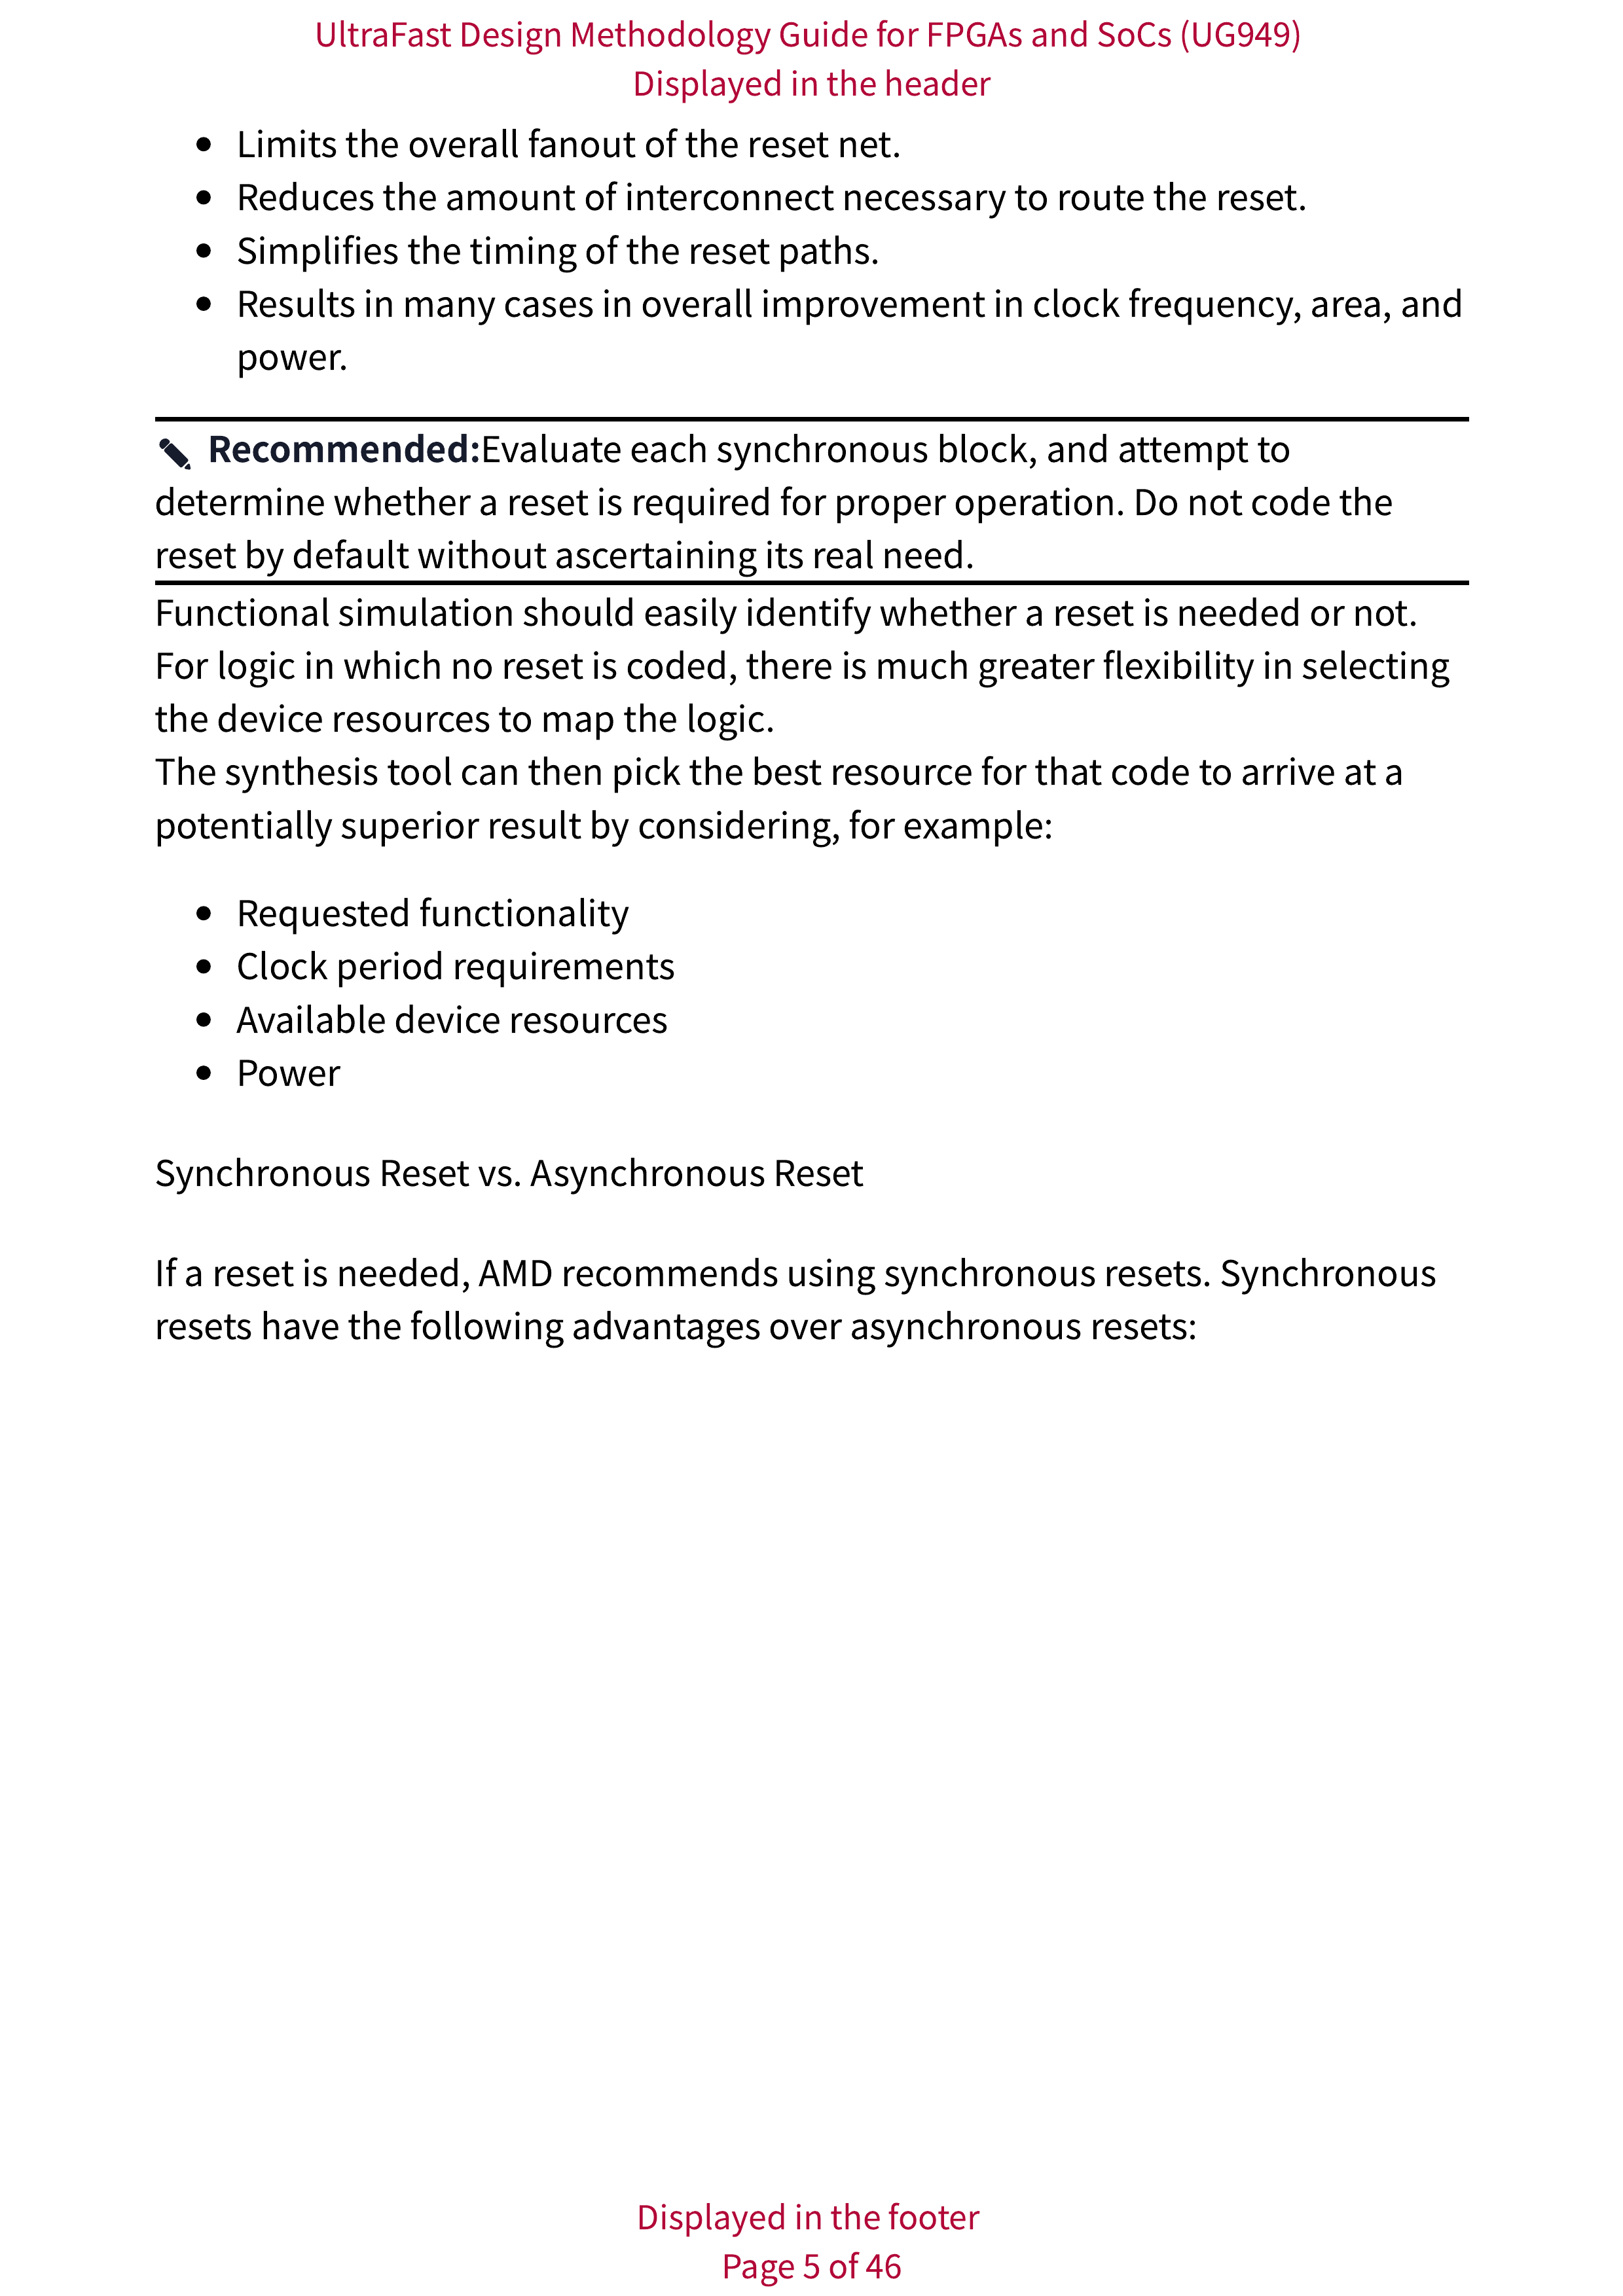 UltraFast Design Methodology Guide for FPGAs and SoCs (UG949)
Displayed in the header
• Limits the overall fanout of the reset net.
• Reduces the amount of interconnect necessary to route the reset.
• Simplifies the timing of the reset paths.
• Results in many cases in overall improvement in clock frequency, area, and
power.
Recommended:Evaluate each synchronous block, and attempt to
determine whether a reset is required for proper operation. Do not code the
reset by default without ascertaining its real need.
Functional simulation should easily identify whether a reset is needed or not.
For logic in which no reset is coded, there is much greater flexibility in selecting
the device resources to map the logic.
The synthesis tool can then pick the best resource for that code to arrive at a
potentially superior result by considering, for example:
• Requested functionality
• Clock period requirements
• Available device resources
• Power
Synchronous Reset vs. Asynchronous Reset
If a reset is needed, AMD recommends using synchronous resets. Synchronous
resets have the following advantages over asynchronous resets:
Displayed in the footer
Page 5 of 46